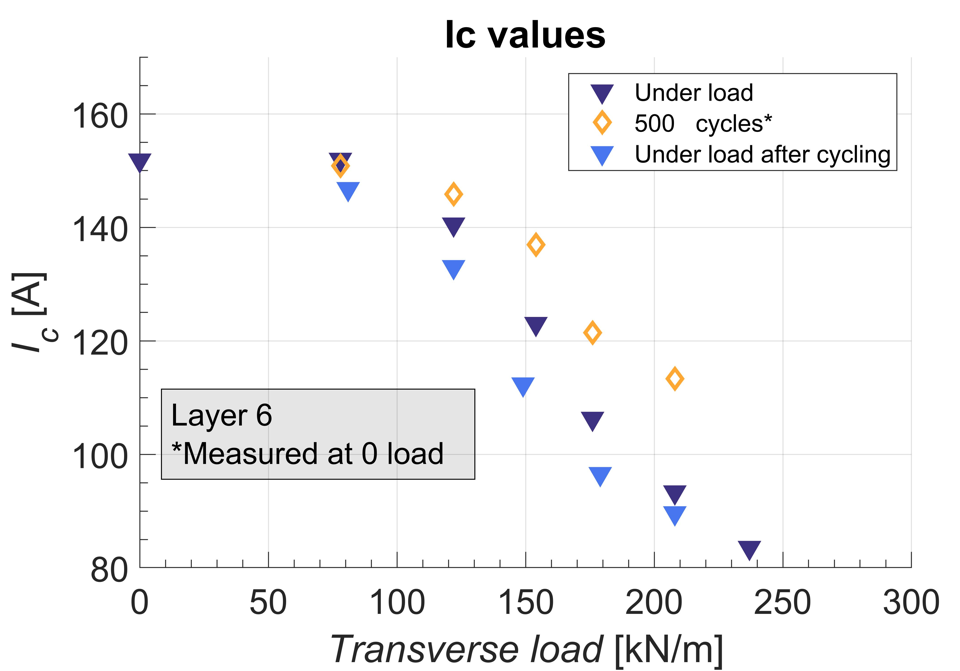 Ic values
Under load
500 cycles*
Under load after cycling
160
140
120
100
80
I_c [A]
Layer 6
*Measured at 0 load
0 50 100 150 200 250 300
Transverse load [kN/m]